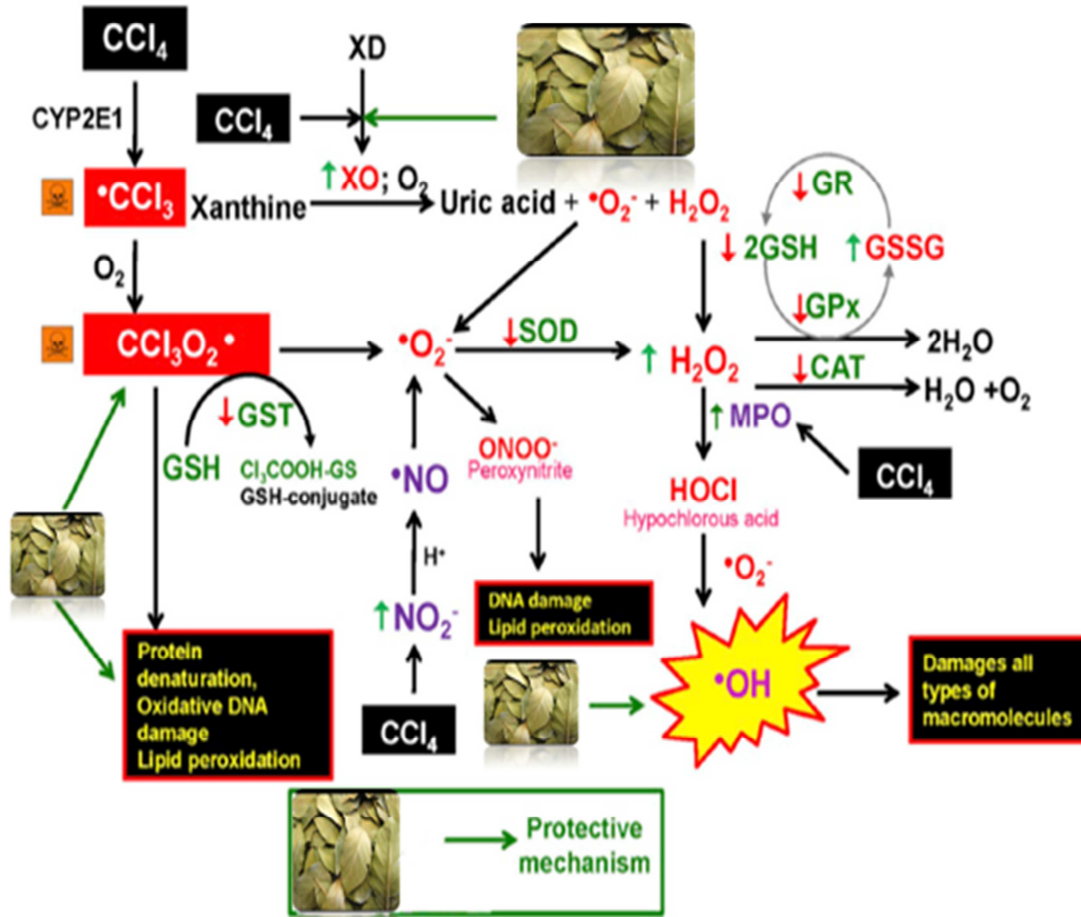 CCl₄
XD
CYP2E1
CCl₄
•CCl₃
Xanthine
↑XO; O₂
Uric acid + •O₂⁻ + H₂O₂
↓GR
↓2GSH
↑GSSG
↓GPx
O₂
CCl₃O₂•
•O₂⁻
↓SOD
↑H₂O₂
2H₂O
↓CAT
H₂O +O₂
↓GST
GSH
Cl₃COOH-GS
GSH-conjugate
•NO
ONOO⁻
Peroxynitrite
↑MPO
CCl₄
HOCl
Hypochlorous acid
H⁺
•O₂⁻
↑NO₂⁻
DNA damage
Lipid peroxidation
CCl₄
Protein
denaturation,
Oxidative DNA
damage
Lipid peroxidation
•OH
Damages all
types of
macromolecules
Protective
mechanism